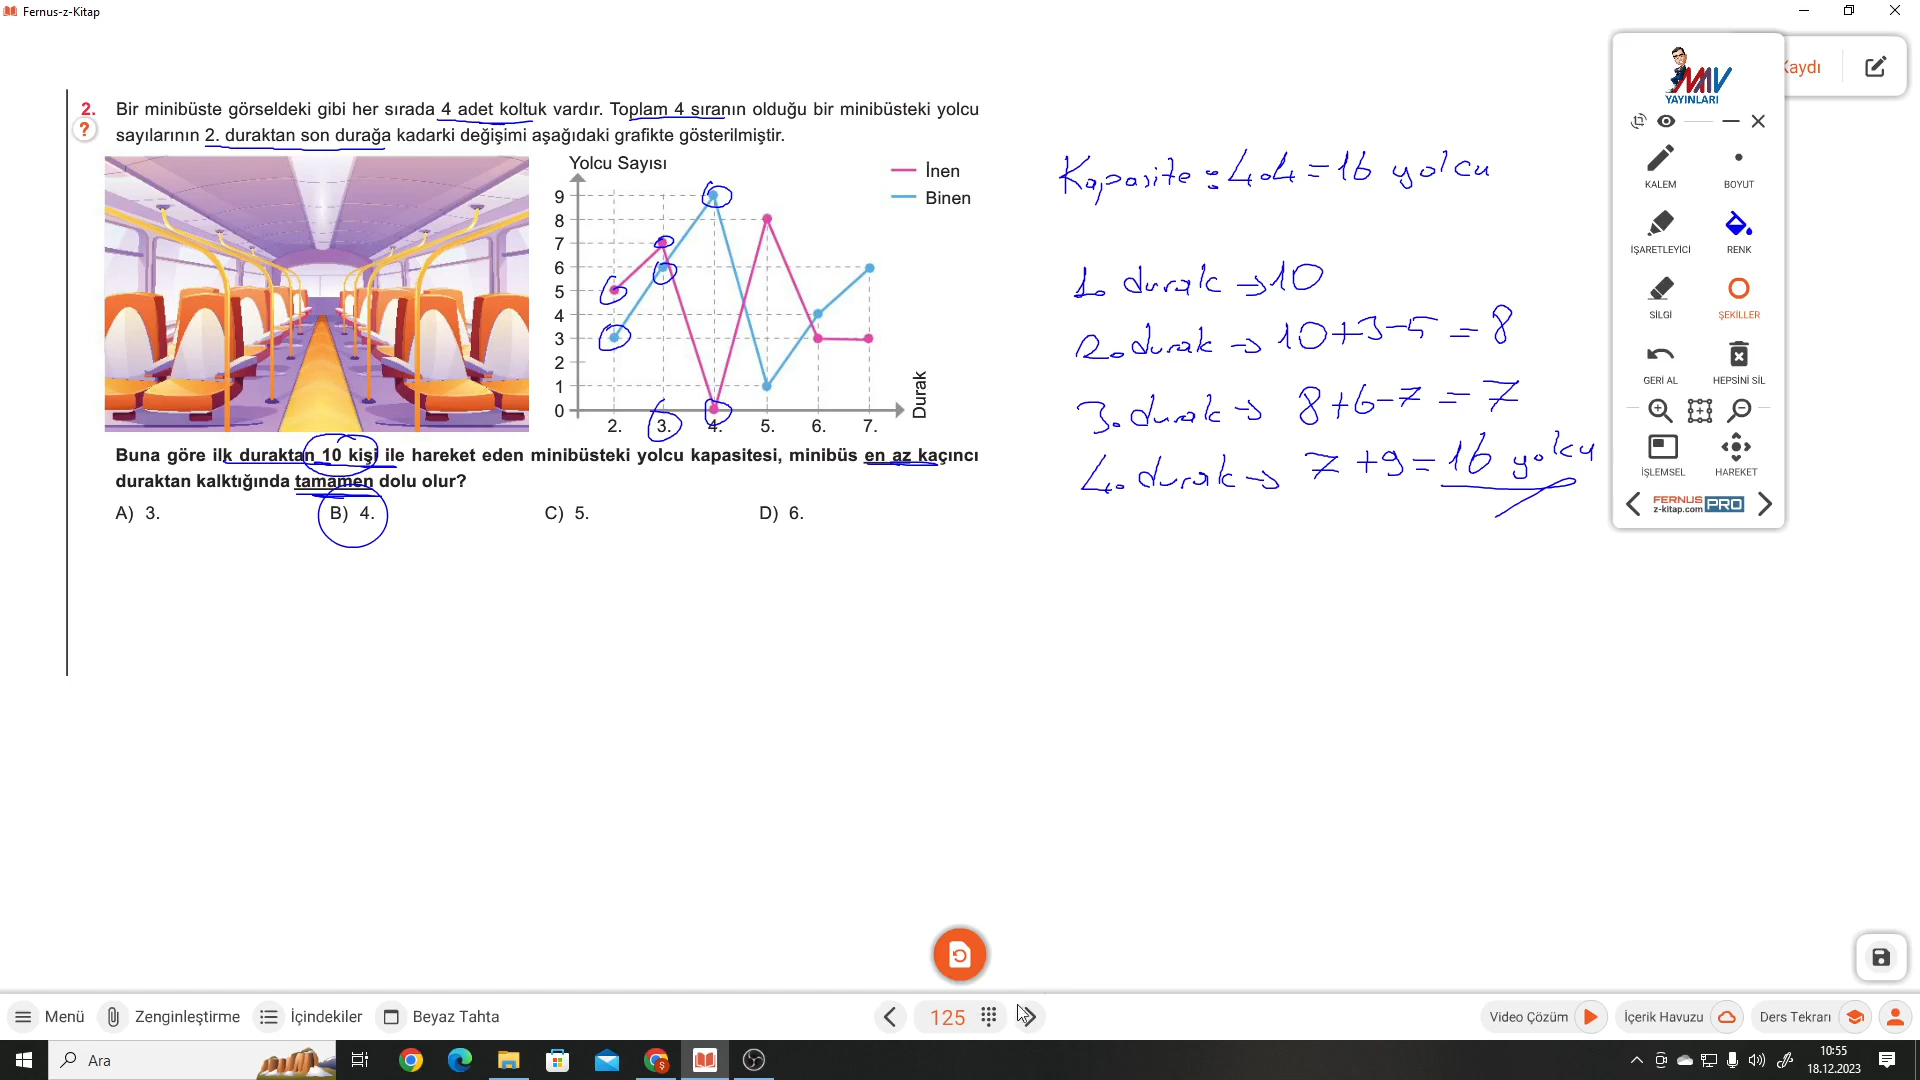 Fernus-z-Kitap
Kaydı
MAV
YAYINLARI
2. Bir minibüste görseldeki gibi her sırada 4 adet koltuk vardır. Toplam 4 sıranın olduğu bir minibüsteki yolcu
? sayılarının 2. duraktan son durağa kadarki değişimi aşağıdaki grafikte gösterilmiştir.
Yolcu Sayısı
İnen
Binen
9
8
7
6
5
4
3
2
1
0
2. 3. 4. 5. 6. 7.
Durak
Buna göre ilk duraktan 10 kişi ile hareket eden minibüsteki yolcu kapasitesi, minibüs en az kaçıncı
duraktan kalktığında tamamen dolu olur?
A) 3. B) 4. C) 5. D) 6.
Kapasite : 4.4 = 16 yolcu
1. durak → 10
2. durak → 10+3-5 = 8
3. durak → 8+6-7 = 7
4. durak → 7+9=16 yolcu
KALEM BOYUT
İŞARETLEYİCİ RENK
SİLGİ ŞEKİLLER
GERİ AL HEPSİNİ SİL
İŞLEMSEL HAREKET
FERNUS
z-kitap.com PRO
Menü Zenginleştirme İçindekiler Beyaz Tahta 125 Video Çözüm İçerik Havuzu Ders Tekrarı
Ara
10:55
18.12.2023